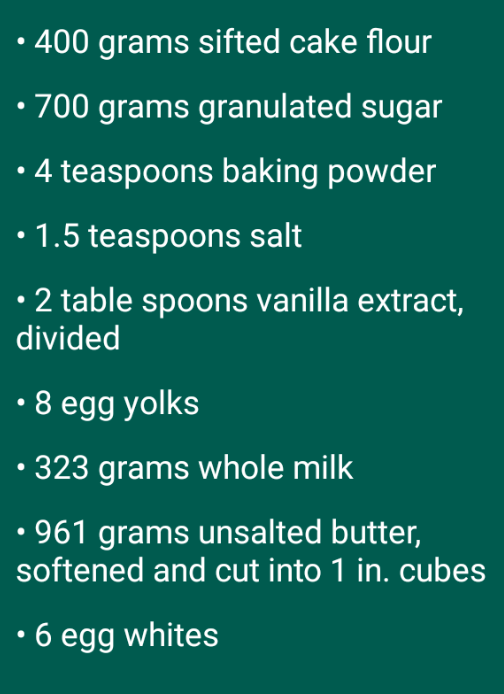 • 400 grams sifted cake flour
• 700 grams granulated sugar
• 4 teaspoons baking powder
• 1.5 teaspoons salt
• 2 table spoons vanilla extract,
divided
• 8 egg yolks
• 323 grams whole milk
• 961 grams unsalted butter,
softened and cut into 1 in. cubes
• 6 egg whites